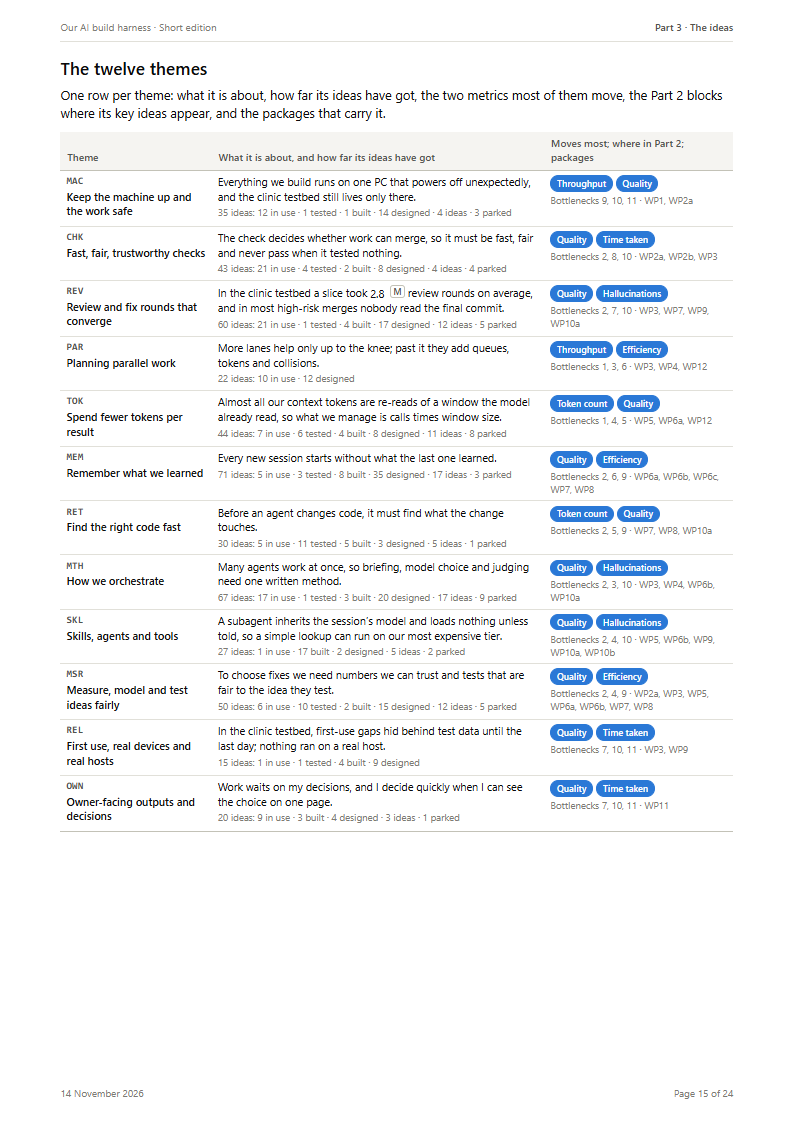 Our AI build harness · Short edition
Part 3 · The ideas
The twelve themes
One row per theme: what it is about, how far its ideas have got, the two metrics most of them move, the Part 2 blocks
where its key ideas appear, and the packages that carry it.
Theme
What it is about, and how far its ideas have got
Moves most; where in Part 2;
packages
MAC
Keep the machine up and
the work safe
Everything we build runs on one PC that powers off unexpectedly,
and the clinic testbed still lives only there.
35 ideas: 12 in use · 1 tested · 1 built · 14 designed · 4 ideas · 3 parked
Throughput Quality
Bottlenecks 9, 10, 11 · WP1, WP2a
CHK
Fast, fair, trustworthy checks
The check decides whether work can merge, so it must be fast, fair
and never pass when it tested nothing.
43 ideas: 21 in use · 4 tested · 2 built · 8 designed · 4 ideas · 4 parked
Quality Time taken
Bottlenecks 2, 8, 10 · WP2a, WP2b, WP3
REV
Review and fix rounds that
converge
In the clinic testbed a slice took 2.8 M review rounds on average,
and in most high-risk merges nobody read the final commit.
60 ideas: 21 in use · 1 tested · 4 built · 17 designed · 12 ideas · 5 parked
Quality Hallucinations
Bottlenecks 2, 7, 10 · WP3, WP7, WP9,
WP10a
PAR
Planning parallel work
More lanes help only up to the knee; past it they add queues,
tokens and collisions.
22 ideas: 10 in use · 12 designed
Throughput Efficiency
Bottlenecks 1, 3, 6 · WP3, WP4, WP12
TOK
Spend fewer tokens per
result
Almost all our context tokens are re-reads of a window the model
already read, so what we manage is calls times window size.
44 ideas: 7 in use · 6 tested · 4 built · 8 designed · 11 ideas · 8 parked
Token count Quality
Bottlenecks 1, 4, 5 · WP5, WP6a, WP12
MEM
Remember what we learned
Every new session starts without what the last one learned.
71 ideas: 5 in use · 3 tested · 8 built · 35 designed · 17 ideas · 3 parked
Quality Efficiency
Bottlenecks 2, 6, 9 · WP6a, WP6b, WP6c,
WP7, WP8
RET
Find the right code fast
Before an agent changes code, it must find what the change
touches.
30 ideas: 5 in use · 11 tested · 5 built · 3 designed · 5 ideas · 1 parked
Token count Quality
Bottlenecks 2, 5, 9 · WP7, WP8, WP10a
MTH
How we orchestrate
Many agents work at once, so briefing, model choice and judging
need one written method.
67 ideas: 17 in use · 1 tested · 3 built · 20 designed · 17 ideas · 9 parked
Quality Hallucinations
Bottlenecks 2, 3, 10 · WP3, WP4, WP6b,
WP10a
SKL
Skills, agents and tools
A subagent inherits the session's model and loads nothing unless
told, so a simple lookup can run on our most expensive tier.
27 ideas: 1 in use · 17 built · 2 designed · 5 ideas · 2 parked
Quality Hallucinations
Bottlenecks 2, 4, 10 · WP5, WP6b, WP9,
WP10a, WP10b
MSR
Measure, model and test
ideas fairly
To choose fixes we need numbers we can trust and tests that are
fair to the idea they test.
50 ideas: 6 in use · 10 tested · 2 built · 15 designed · 12 ideas · 5 parked
Quality Efficiency
Bottlenecks 2, 4, 9 · WP2a, WP3, WP5,
WP6a, WP6b, WP7, WP8
REL
First use, real devices and
real hosts
In the clinic testbed, first-use gaps hid behind test data until the
last day; nothing ran on a real host.
15 ideas: 1 in use · 1 tested · 4 built · 9 designed
Quality Time taken
Bottlenecks 7, 10, 11 · WP3, WP9
OWN
Owner-facing outputs and
decisions
Work waits on my decisions, and I decide quickly when I can see
the choice on one page.
20 ideas: 9 in use · 3 built · 4 designed · 3 ideas · 1 parked
Quality Time taken
Bottlenecks 7, 10, 11 · WP11
14 November 2026
Page 15 of 24